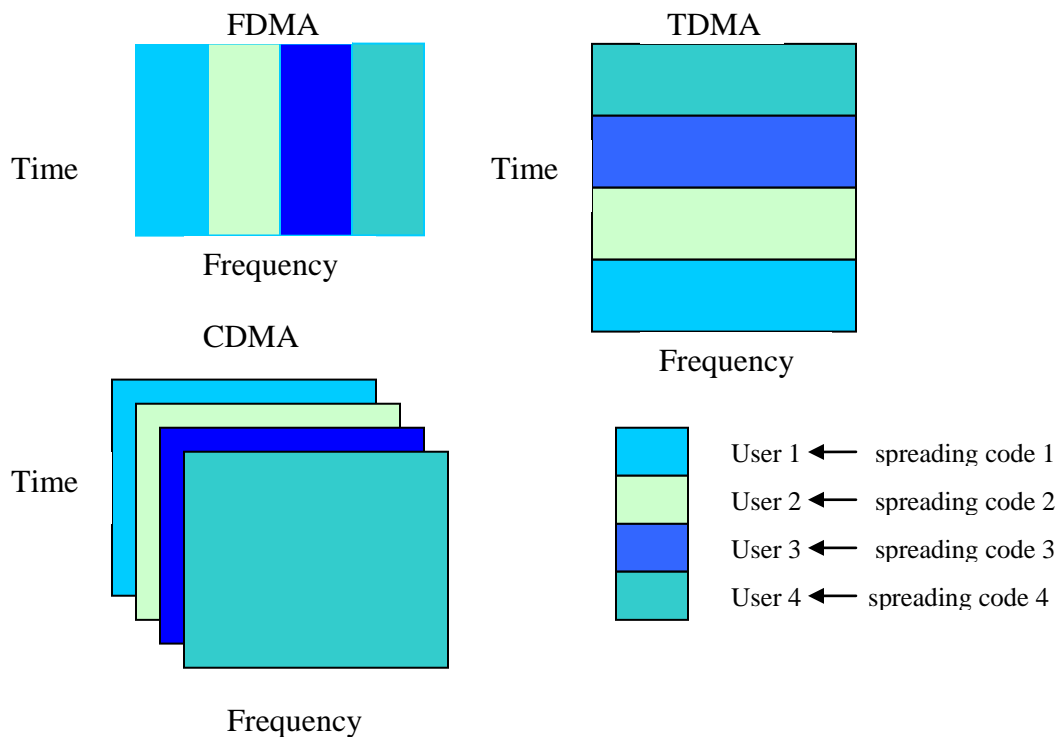 FDMA
TDMA
Time
Time
Frequency
CDMA
Frequency
Time
User 1 spreading code 1
User 2 spreading code 2
User 3 spreading code 3
User 4 spreading code 4
Frequency